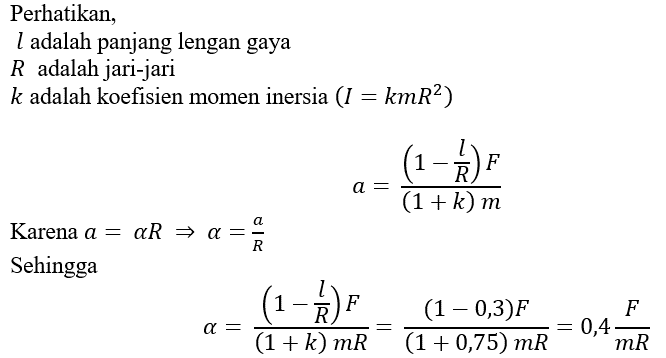 Perhatikan,
l adalah panjang lengan gaya
R adalah jari-jari
k adalah koefisien momen inersia (I = kmR²)
a = (1 − l/R) F / (1 + k) m
Karena a = αR ⇒ α = a/R
Sehingga
α = (1 − l/R) F / (1 + k) mR = (1 − 0,3)F / (1 + 0,75) mR = 0,4 F/mR